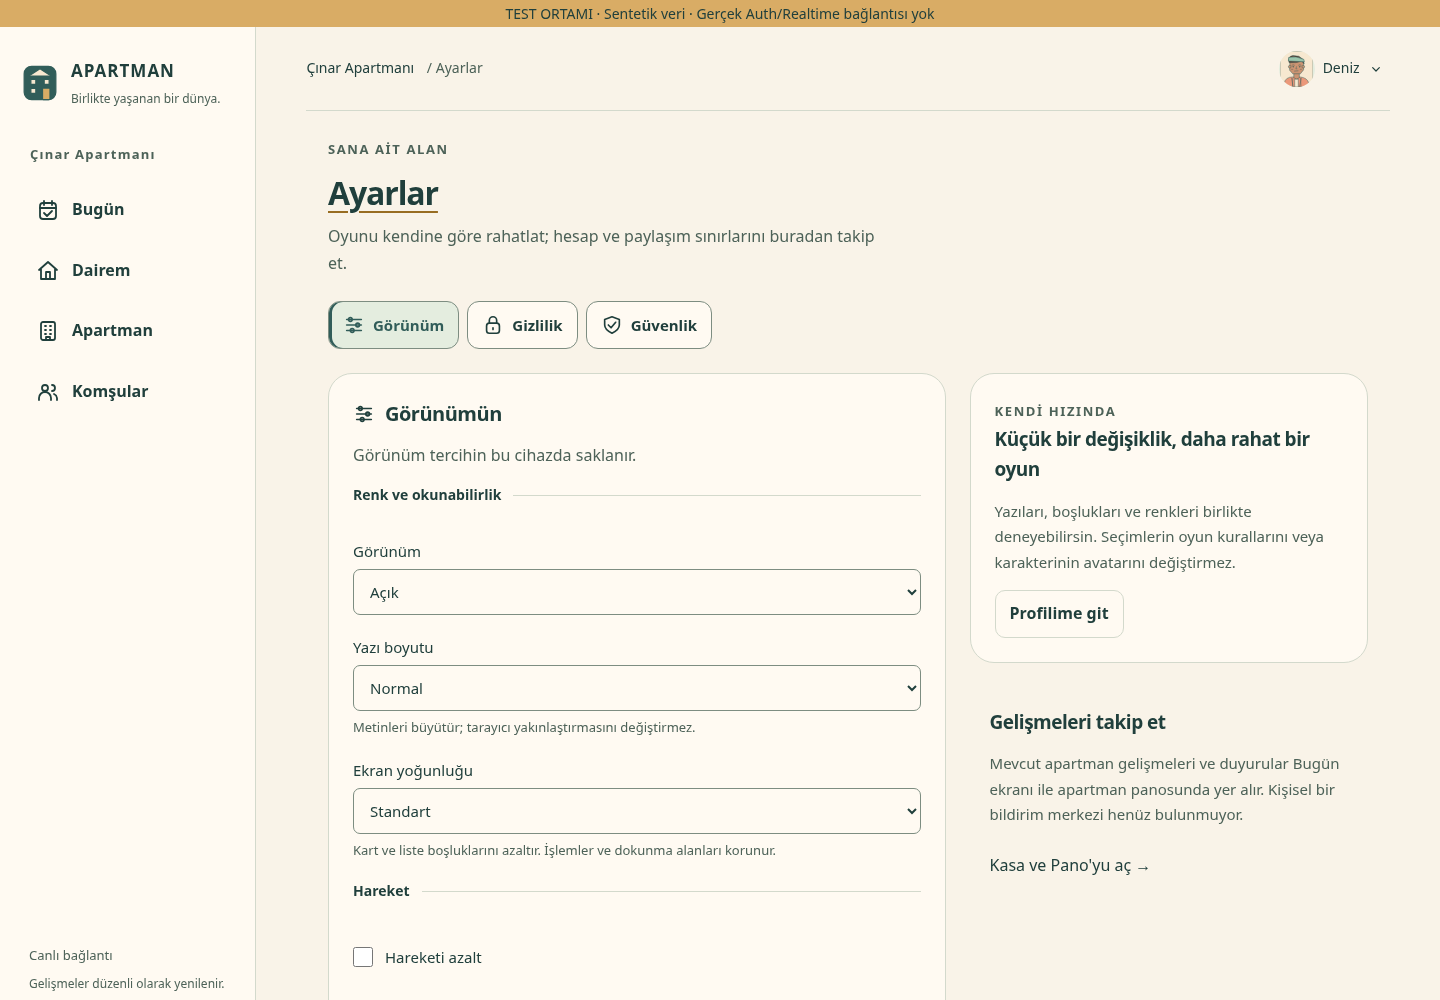 TEST ORTAMI · Sentetik veri · Gerçek Auth/Realtime bağlantısı yok
APARTMAN
Birlikte yaşanan bir dünya.
Çınar Apartmanı
Bugün
Dairem
Apartman
Komşular
Canlı bağlantı
Gelişmeler düzenli olarak yenilenir.
Çınar Apartmanı / Ayarlar
Deniz
SANA AİT ALAN
Ayarlar
Oyunu kendine göre rahatlat; hesap ve paylaşım sınırlarını buradan takip
et.
Görünüm
Gizlilik
Güvenlik
Görünümün
Görünüm tercihin bu cihazda saklanır.
Renk ve okunabilirlik
Görünüm
Açık
Yazı boyutu
Normal
Metinleri büyütür; tarayıcı yakınlaştırmasını değiştirmez.
Ekran yoğunluğu
Standart
Kart ve liste boşluklarını azaltır. İşlemler ve dokunma alanları korunur.
Hareket
Hareketi azalt
KENDİ HIZINDA
Küçük bir değişiklik, daha rahat bir
oyun
Yazıları, boşlukları ve renkleri birlikte
deneyebilirsin. Seçimlerin oyun kurallarını veya
karakterinin avatarını değiştirmez.
Profilime git
Gelişmeleri takip et
Mevcut apartman gelişmeleri ve duyurular Bugün
ekranı ile apartman panosunda yer alır. Kişisel bir
bildirim merkezi henüz bulunmuyor.
Kasa ve Pano'yu aç →